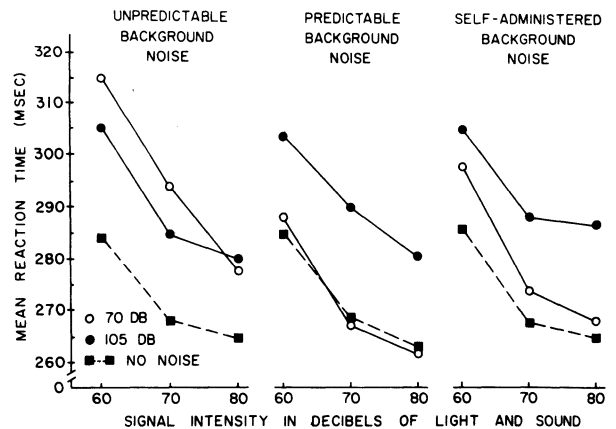 UNPREDICTABLE
BACKGROUND
NOISE
PREDICTABLE
BACKGROUND
NOISE
SELF-ADMINISTERED
BACKGROUND
NOISE
MEAN REACTION TIME (MSEC)
320
310
300
290
280
270
260
0
70 DB
105 DB
NO NOISE
60 70 80 60 70 80 60 70 80
SIGNAL INTENSITY IN DECIBELS OF LIGHT AND SOUND